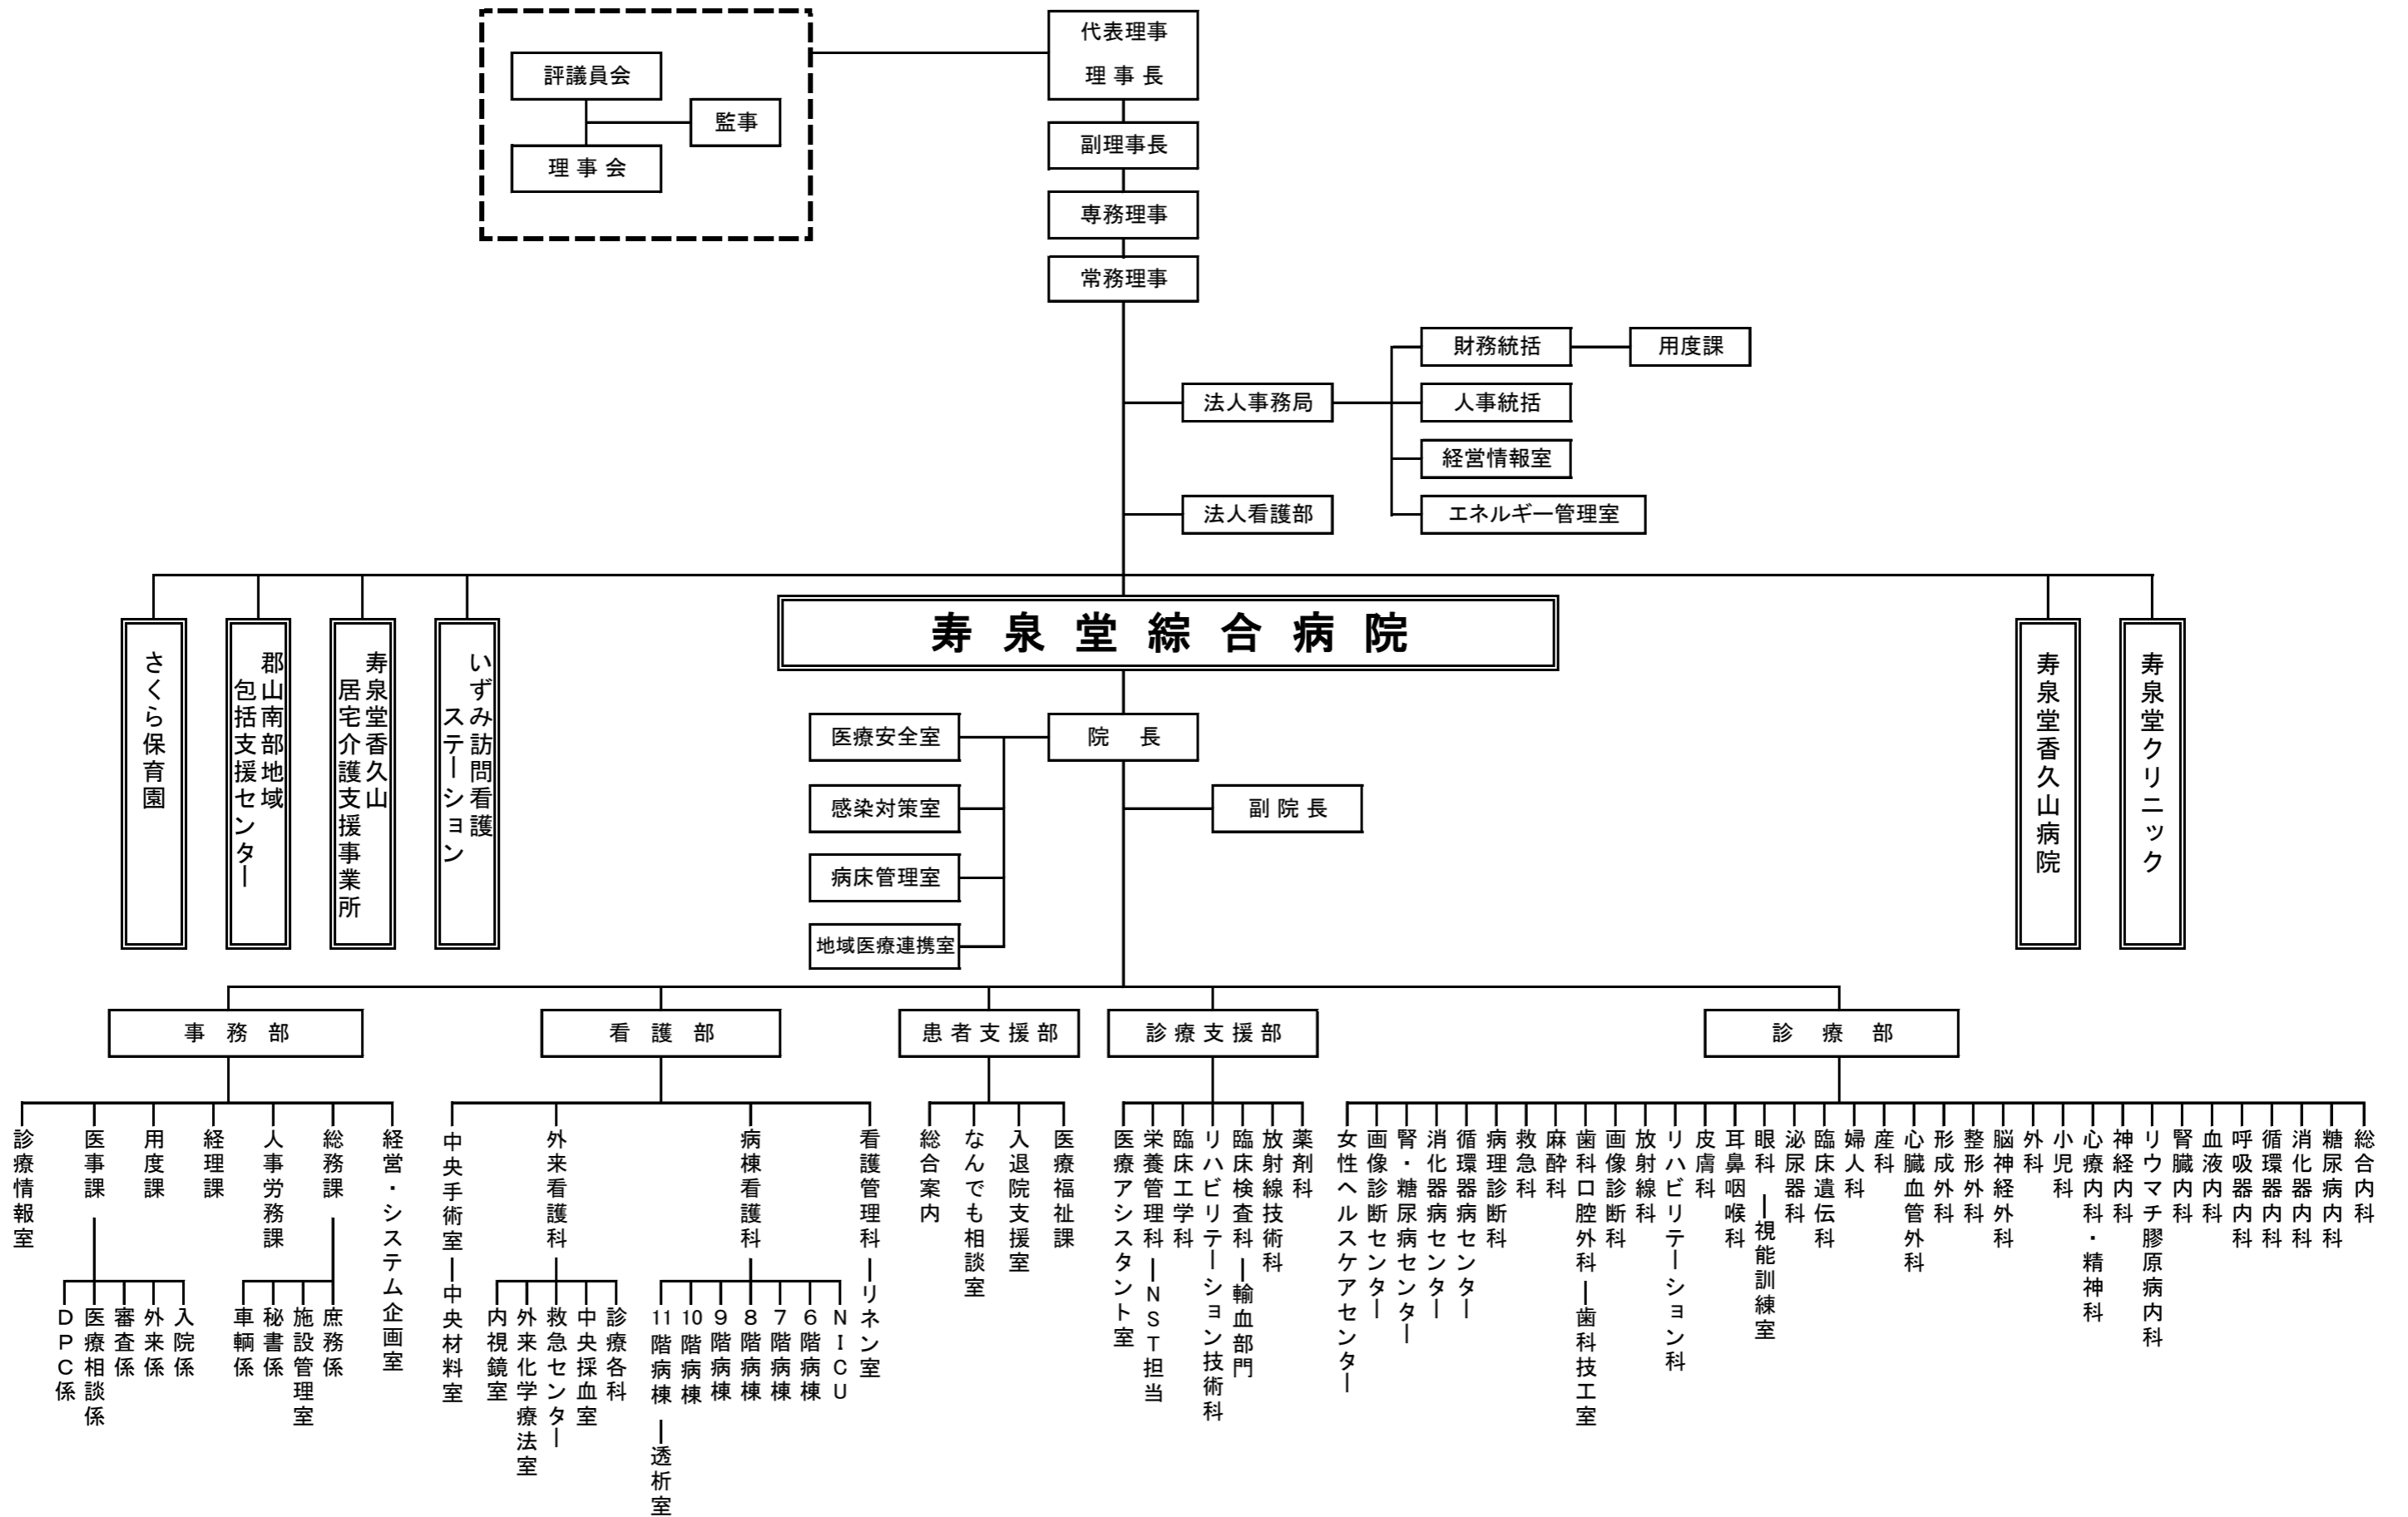 代表理事
理事長
評議員会
監事
理事会
副理事長
専務理事
常務理事
財務統括
用度課
法人事務局
人事統括
経営情報室
法人看護部
エネルギー管理室
寿泉堂綜合病院
さくら保育園
郡山南部地域
包括支援センター
寿泉堂香久山
居宅介護支援事業所
いずみ訪問看護
ステーション
寿泉堂香久山病院
寿泉堂クリニック
医療安全室
院長
感染対策室
副院長
病床管理室
地域医療連携室
事務部
看護部
患者支援部
診療支援部
診療部
診療情報室
医事課
用度課
経理課
人事労務課
総務課
経営・システム企画室
DPC係
医療相談係
審査係
外来係
入院係
車輌係
秘書係
施設管理室
庶務係
中央手術室
中央材料室
外来看護科
病棟看護科
看護管理科
リネン室
内視鏡室
外来化学療法室
救急センター
中央採血室
診療各科
11階病棟
透析室
10階病棟
9階病棟
8階病棟
7階病棟
6階病棟
NICU
総合案内
なんでも相談室
入退院支援室
医療福祉課
医療アシスタント室
栄養管理科
NST担当
臨床工学科
リハビリテーション技術科
臨床検査科
輸血部門
放射線技術科
薬剤科
女性ヘルスケアセンター
画像診断センター
腎・糖尿病センター
消化器病センター
循環器病センター
病理診断科
救急科
麻酔科
歯科口腔外科
歯科技工室
画像診断科
放射線科
リハビリテーション科
皮膚科
耳鼻咽喉科
眼科
視能訓練室
泌尿器科
臨床遺伝科
婦人科
産科
心臓血管外科
形成外科
整形外科
脳神経外科
外科
小児科
心療内科・精神科
神経内科
リウマチ膠原病内科
腎臓内科
血液内科
呼吸器内科
循環器内科
消化器内科
糖尿病内科
総合内科